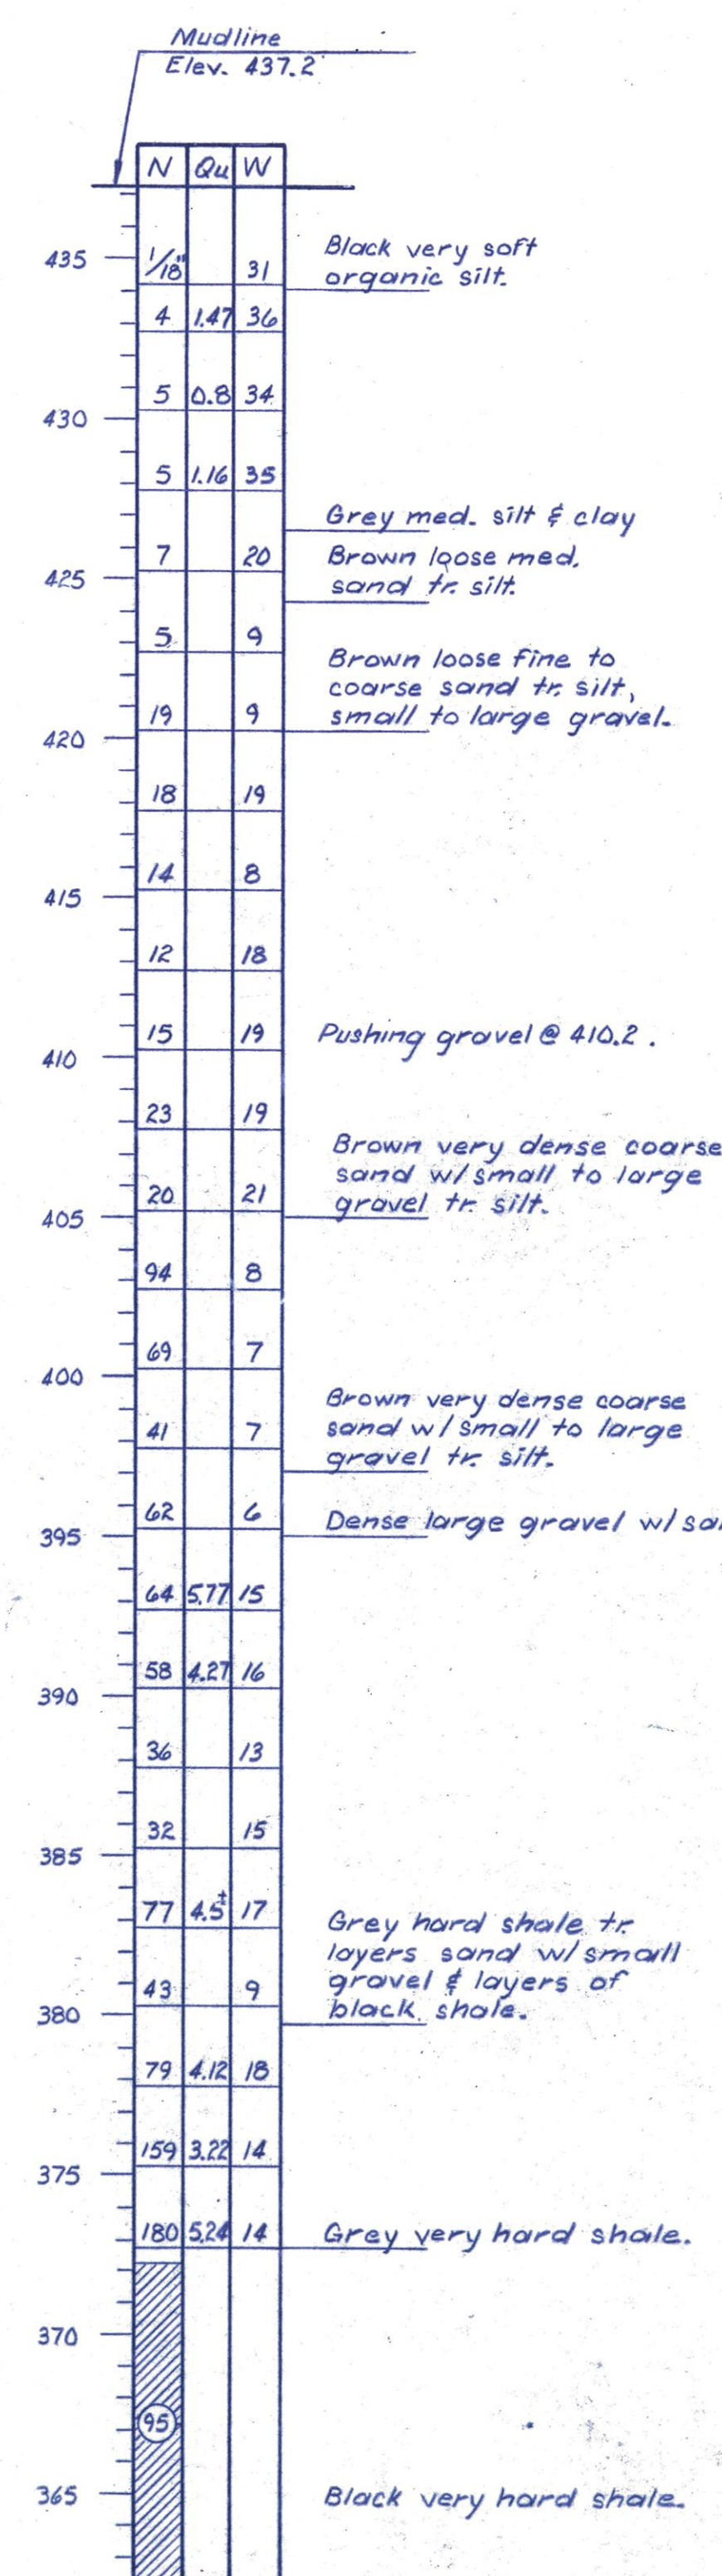 Mudline
Elev. 437.2
N Qu W
435 1/18" 31 Black very soft
organic silt.
4 1.47 36
5 0.8 34
430
5 1.16 35
Grey med. silt & clay
7 20 Brown loose med.
425 sand tr. silt.
5 9
Brown loose fine to
coarse sand tr. silt,
19 9 small to large gravel.
420
18 19
14 8
415
12 18
15 19 Pushing gravel @ 410.2.
410
23 19
Brown very dense coarse
sand w/small to large
20 21 gravel tr. silt.
405
94 8
69 7
400
Brown very dense coarse
41 7 sand w/small to large
gravel tr. silt.
62 6 Dense large gravel w/
395
64 5.77 15
58 4.27 16
390
36 13
32 15
385
77 4.5± 17 Grey hard shale tr.
layers sand w/small
43 9 gravel & layers of
380 black shale.
79 4.12 18
159 3.22 14
375
180 5.24 14 Grey very hard shale.
370
95
365 Black very hard shale.